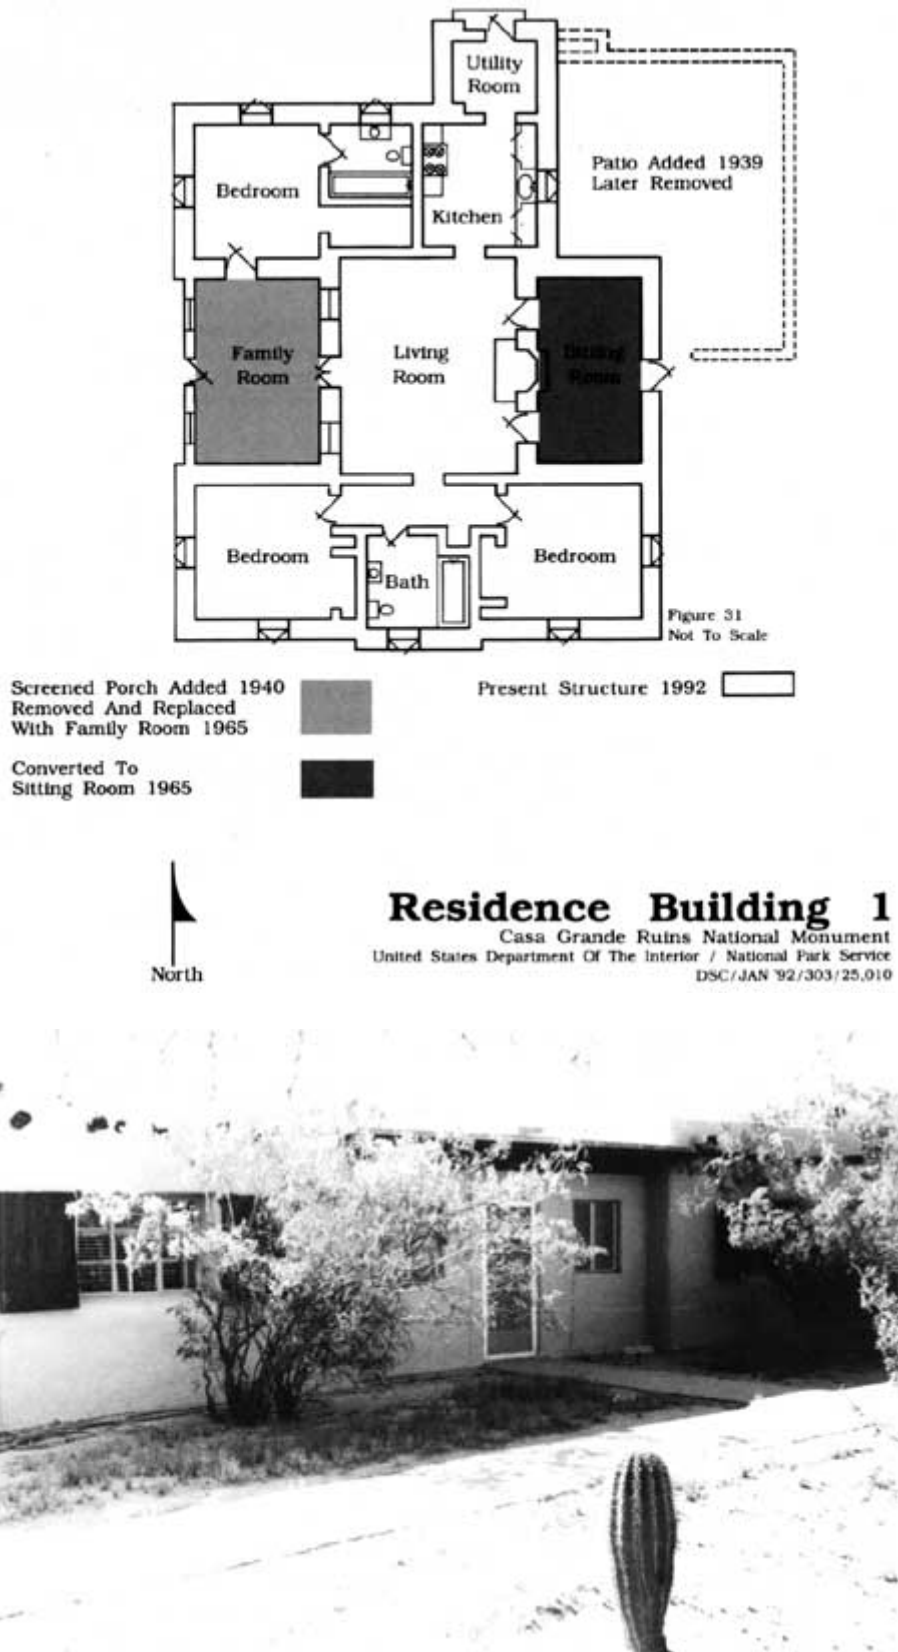 Utility
Room
Patio Added 1939
Later Removed
Bedroom
Kitchen
Family
Room
Living
Room
Sitting
Room
Bedroom
Bath
Bedroom
Figure 31
Not To Scale
Screened Porch Added 1940
Removed And Replaced
With Family Room 1965
Present Structure 1992
Converted To
Sitting Room 1965
North
Residence Building 1
Casa Grande Ruins National Monument
United States Department Of The Interior / National Park Service
DSC/JAN '92/303/25,010